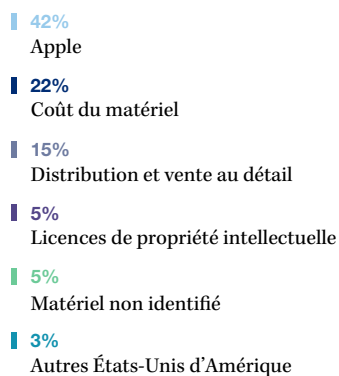 42%
Apple
22%
Coût du matériel
15%
Distribution et vente au détail
5%
Licences de propriété intellectuelle
5%
Matériel non identifié
3%
Autres États-Unis d’Amérique